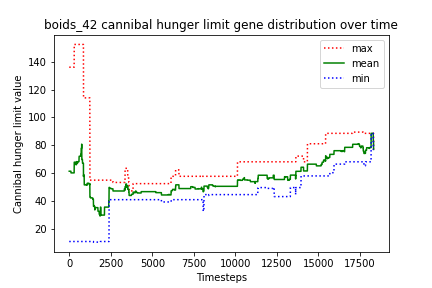 boids_42 cannibal hunger limit gene distribution over time
max
mean
min
Cannibal hunger limit value
140
120
100
80
60
40
20
0 2500 5000 7500 10000 12500 15000 17500
Timesteps